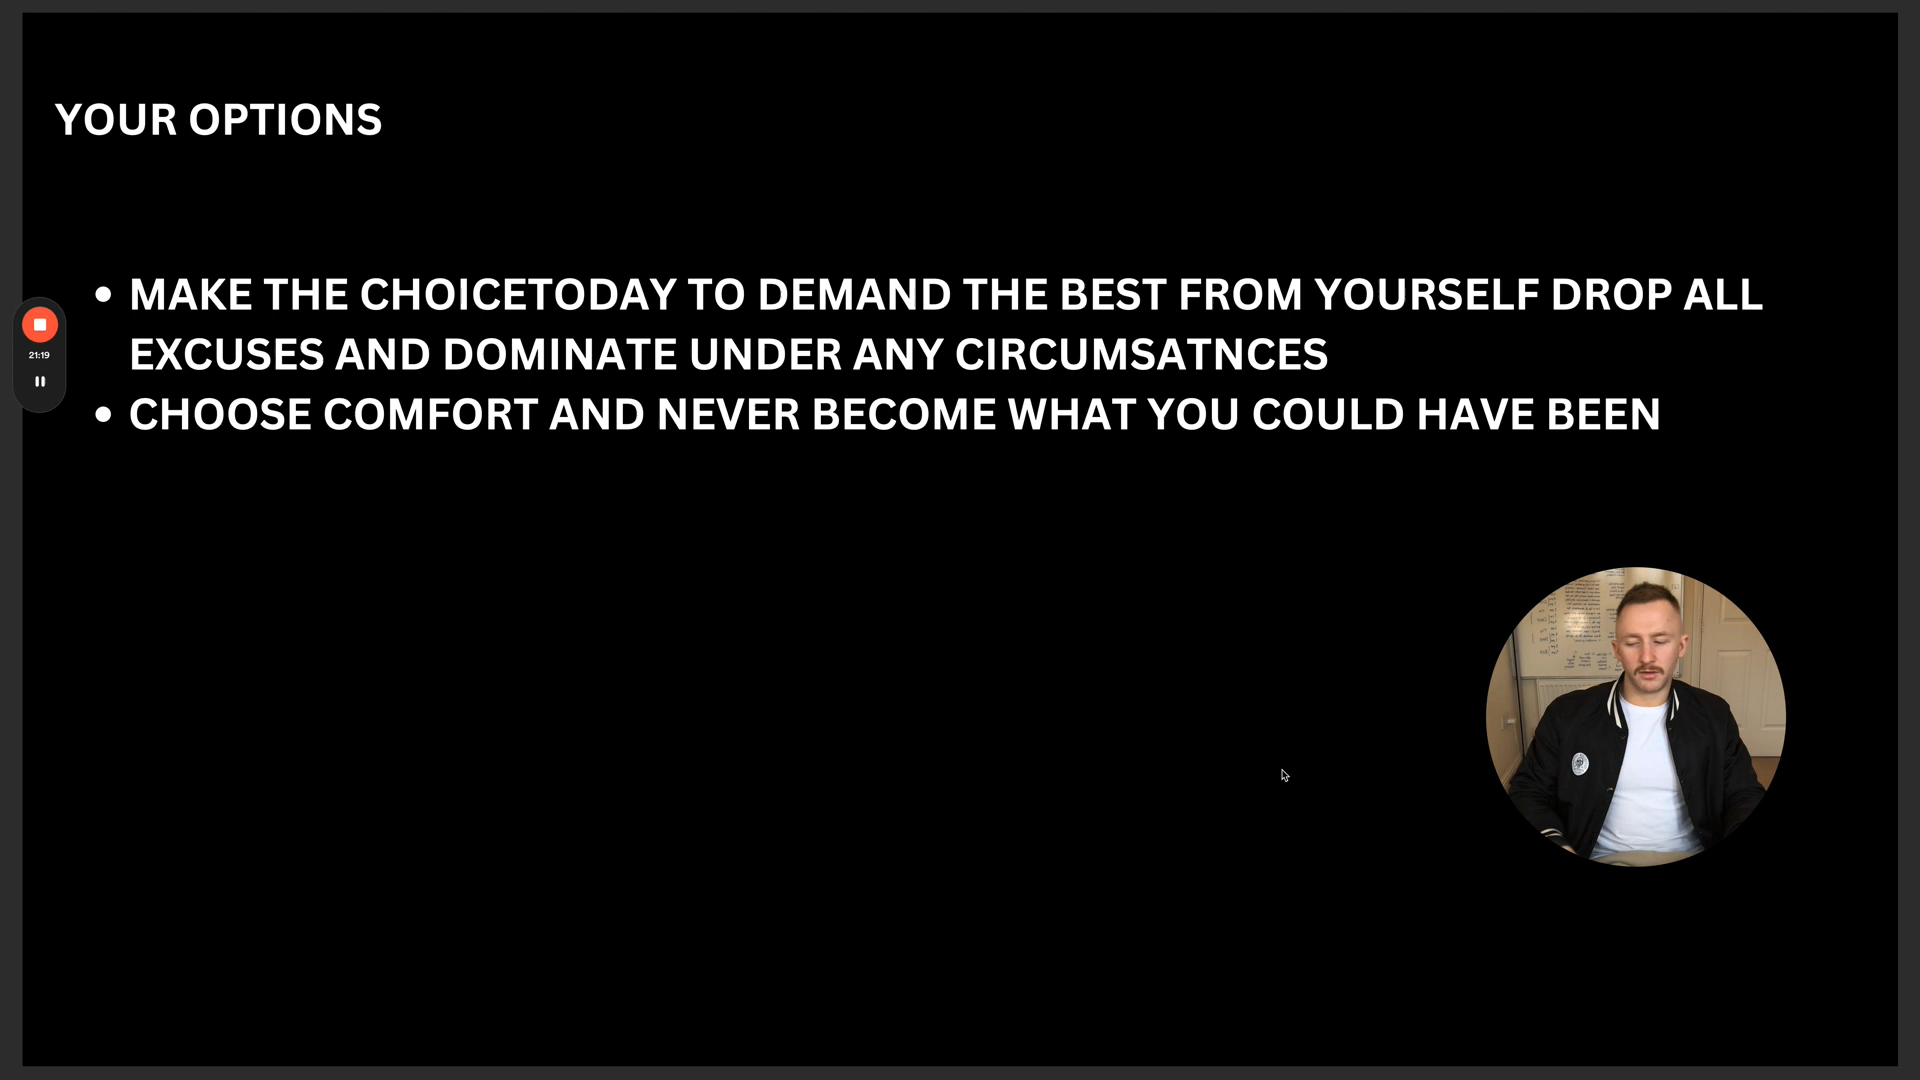 YOUR OPTIONS
• MAKE THE CHOICETODAY TO DEMAND THE BEST FROM YOURSELF DROP ALL
EXCUSES AND DOMINATE UNDER ANY CIRCUMSATNCES
• CHOOSE COMFORT AND NEVER BECOME WHAT YOU COULD HAVE BEEN
21:19